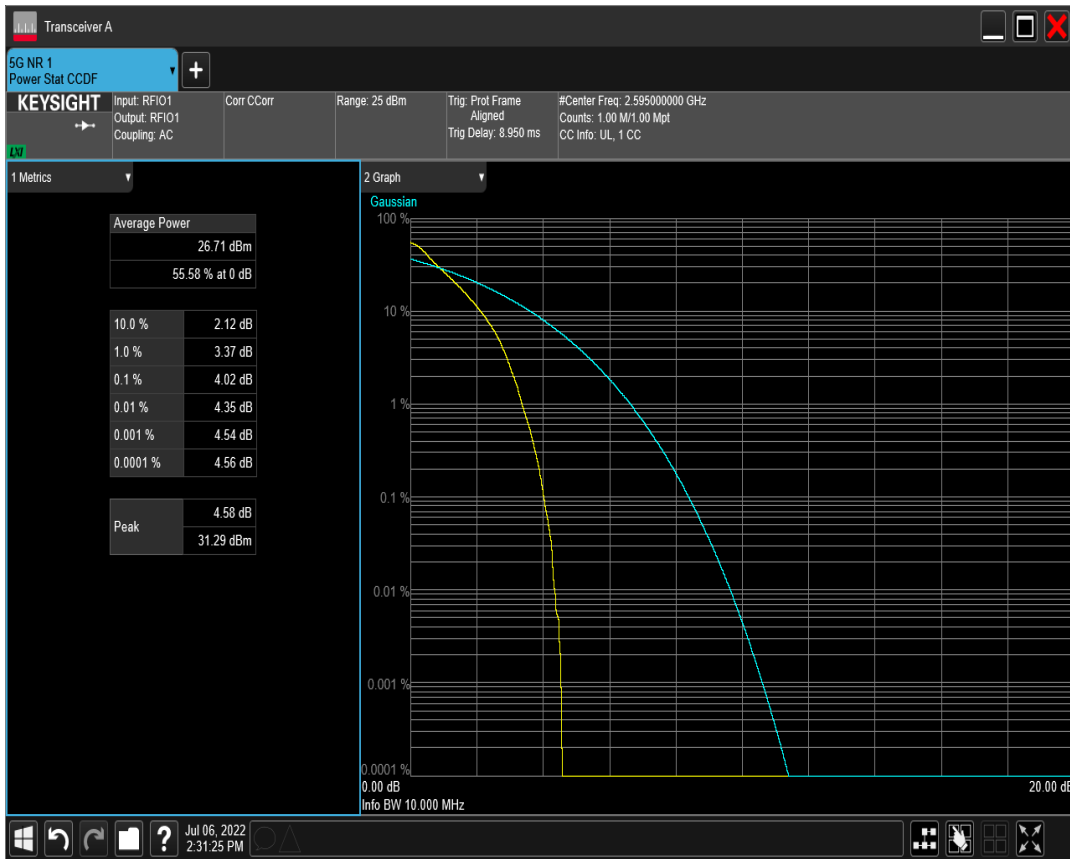 Transceiver A
5G NR 1
Power Stat CCDF
+
KEYSIGHT
LXI
Input: RFIO1
Output: RFIO1
Coupling: AC
Corr CCorr
Range: 25 dBm
Trig: Prot Frame
Aligned
Trig Delay: 8.950 ms
#Center Freq: 2.595000000 GHz
Counts: 1.00 M/1.00 Mpt
CC Info: UL, 1 CC
1 Metrics
Average Power
26.71 dBm
55.58 % at 0 dB
10.0 % 2.12 dB
1.0 % 3.37 dB
0.1 % 4.02 dB
0.01 % 4.35 dB
0.001 % 4.54 dB
0.0001 % 4.56 dB
Peak 4.58 dB
31.29 dBm
2 Graph
Gaussian
100 %
10 %
1 %
0.1 %
0.01 %
0.001 %
0.0001 %
0.00 dB 20.00 dB
Info BW 10.000 MHz
?
Jul 06, 2022
2:31:25 PM